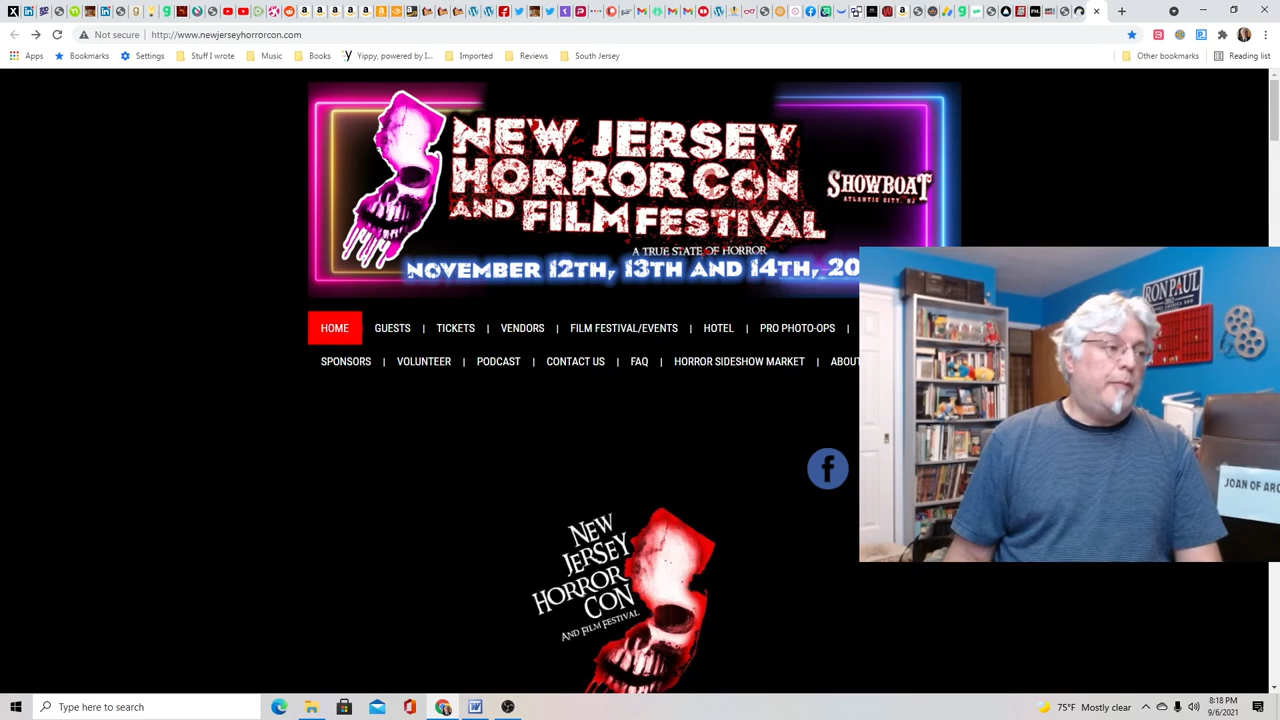 Not secure | http://www.newjerseyhorrorcon.com
Apps Bookmarks Settings Stuff I wrote Music Books Yippy, powered by I... Imported Reviews South Jersey Other bookmarks Reading list
NEW JERSEY
HORROR CON
AND FILM FESTIVAL
A TRUE STATE OF HORROR
SHOWBOAT
ATLANTIC CITY, NJ
NOVEMBER 12TH, 13TH AND 14TH, 20
HOME GUESTS | TICKETS | VENDORS | FILM FESTIVAL/EVENTS | HOTEL | PRO PHOTO-OPS |
SPONSORS | VOLUNTEER | PODCAST | CONTACT US | FAQ | HORROR SIDESHOW MARKET | ABOU
RON PAUL
JOAN OF ARC
f
NEW
JERSEY
HORROR
CON
AND FILM FESTIVAL
Type here to search
75°F Mostly clear
8:18 PM
9/6/2021